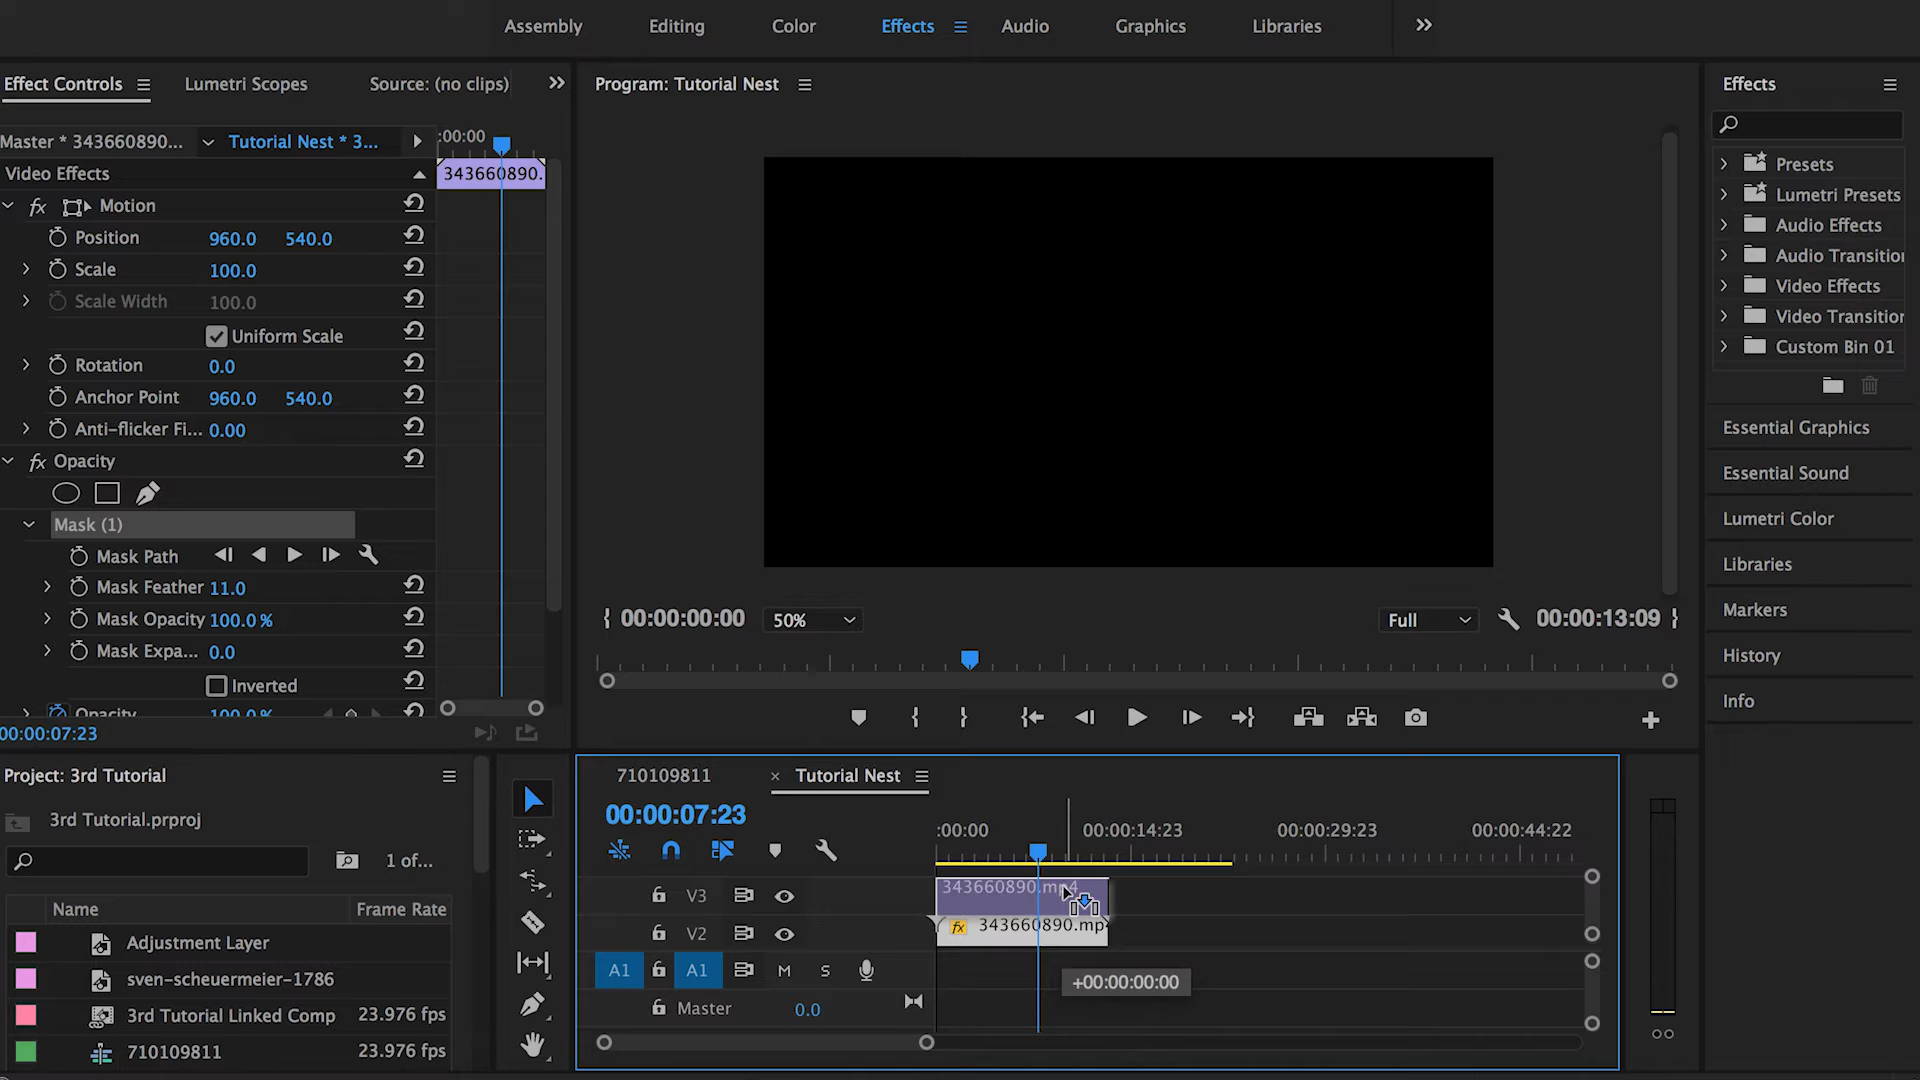 Assembly
Editing
Color
Effects
Audio
Graphics
Libraries
Effect Controls
Lumetri Scopes
Source: (no clips)
Program: Tutorial Nest
Effects
Master * 343660890...
Tutorial Nest * 3...
:00:00
Video Effects
343660890.
fx Motion
Position 960.0 540.0
Scale 100.0
Scale Width 100.0
Uniform Scale
Rotation 0.0
Anchor Point 960.0 540.0
Anti-flicker Fi... 0.00
fx Opacity
Mask (1)
Mask Path
Mask Feather 11.0
Mask Opacity 100.0 %
Mask Expa... 0.0
Inverted
Opacity 100.0 %
00:00:07:23
00:00:00:00
50%
Full
00:00:13:09
Presets
Lumetri Presets
Audio Effects
Audio Transitio
Video Effects
Video Transition
Custom Bin 01
Essential Graphics
Essential Sound
Lumetri Color
Libraries
Markers
History
Info
Project: 3rd Tutorial
3rd Tutorial.prproj
1 of...
Name Frame Rate
Adjustment Layer
sven-scheuermeier-1786
3rd Tutorial Linked Comp 23.976 fps
710109811 23.976 fps
710109811
× Tutorial Nest
00:00:07:23
:00:00
00:00:14:23
00:00:29:23
00:00:44:22
V3
343660890.mp4
V2
fx 343660890.mp4
A1 A1 M S
+00:00:00:00
Master 0.0